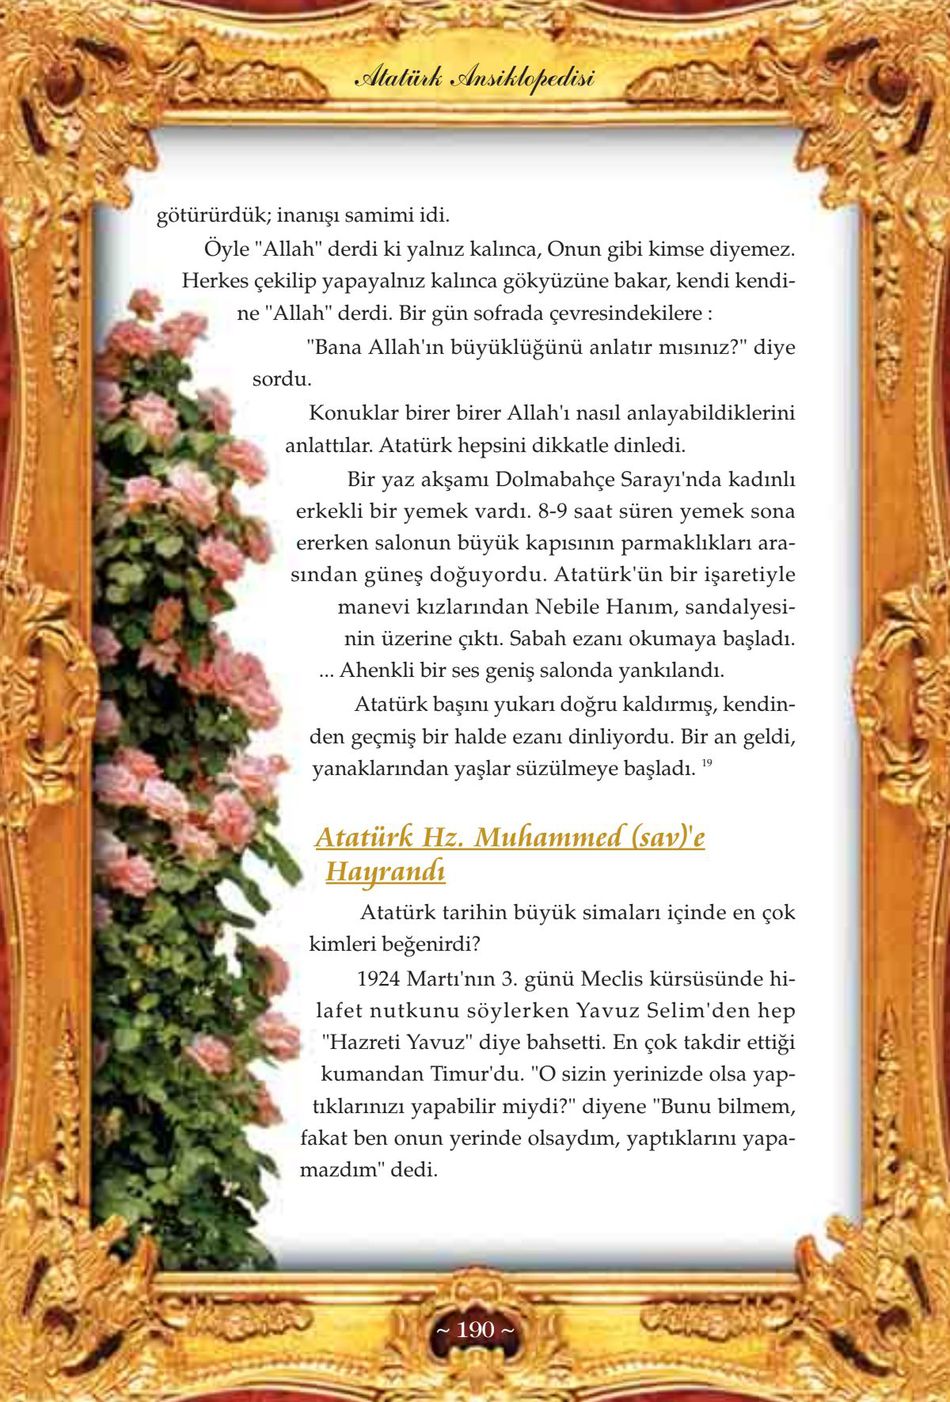 Atatürk Ansiklopedisi
götürürdük; inanışı samimi idi.
Öyle "Allah" derdi ki yalnız kalınca, Onun gibi kimse diyemez.
Herkes çekilip yapayalnız kalınca gökyüzüne bakar, kendi kendi-
ne "Allah" derdi. Bir gün sofrada çevresindekilere :
"Bana Allah'ın büyüklüğünü anlatır mısınız?" diye
sordu.
Konuklar birer birer Allah'ı nasıl anlayabildiklerini
anlattılar. Atatürk hepsini dikkatle dinledi.
Bir yaz akşamı Dolmabahçe Sarayı'nda kadınlı
erkekli bir yemek vardı. 8-9 saat süren yemek sona
ererken salonun büyük kapısının parmaklıkları ara-
sından güneş doğuyordu. Atatürk'ün bir işaretiyle
manevi kızlarından Nebile Hanım, sandalyesi-
nin üzerine çıktı. Sabah ezanı okumaya başladı.
... Ahenkli bir ses geniş salonda yankılandı.
Atatürk başını yukarı doğru kaldırmış, kendin-
den geçmiş bir halde ezanı dinliyordu. Bir an geldi,
yanaklarından yaşlar süzülmeye başladı. 19
Atatürk Hz. Muhammed (sav)'e
Hayrandı
Atatürk tarihin büyük simaları içinde en çok
kimleri beğenirdi?
1924 Martı'nın 3. günü Meclis kürsüsünde hi-
lafet nutkunu söylerken Yavuz Selim'den hep
"Hazreti Yavuz" diye bahsetti. En çok takdir ettiği
kumandan Timur'du. "O sizin yerinizde olsa yap-
tıklarınızı yapabilir miydi?" diyene "Bunu bilmem,
fakat ben onun yerinde olsaydım, yaptıklarını yapa-
mazdım" dedi.
~ 190 ~